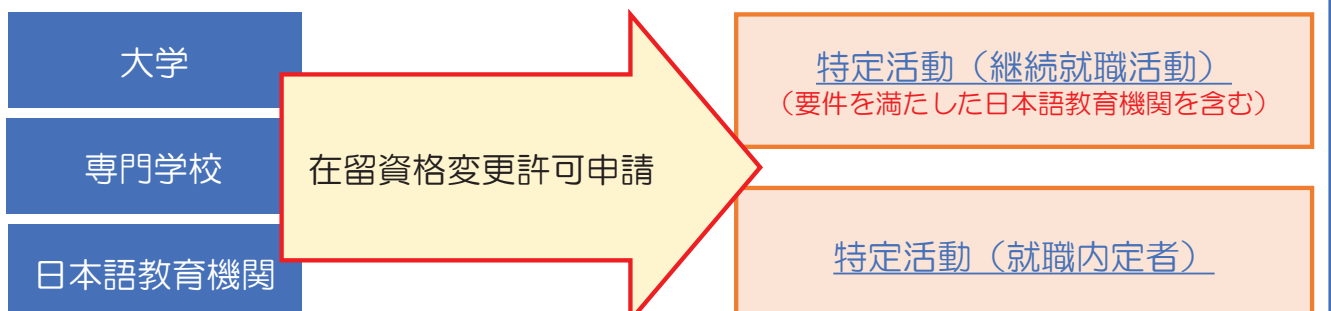 大学
専門学校
日本語教育機関
在留資格変更許可申請
特定活動（継続就職活動）
（要件を満たした日本語教育機関を含む）
特定活動（就職内定者）